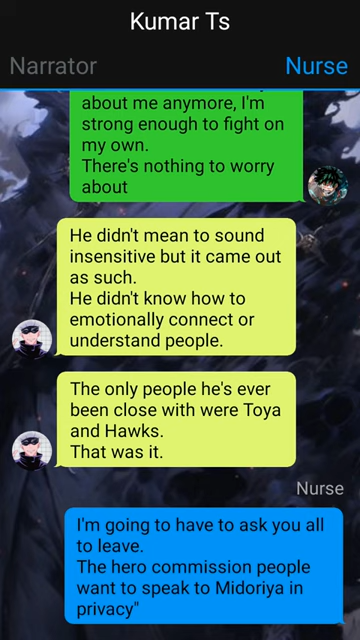 Kumar Ts
Narrator
Nurse
about me anymore, I'm
strong enough to fight on
my own.
There's nothing to worry
about
He didn't mean to sound
insensitive but it came out
as such.
He didn't know how to
emotionally connect or
understand people.
The only people he's ever
been close with were Toya
and Hawks.
That was it.
Nurse
I'm going to have to ask you all
to leave.
The hero commission people
want to speak to Midoriya in
privacy"